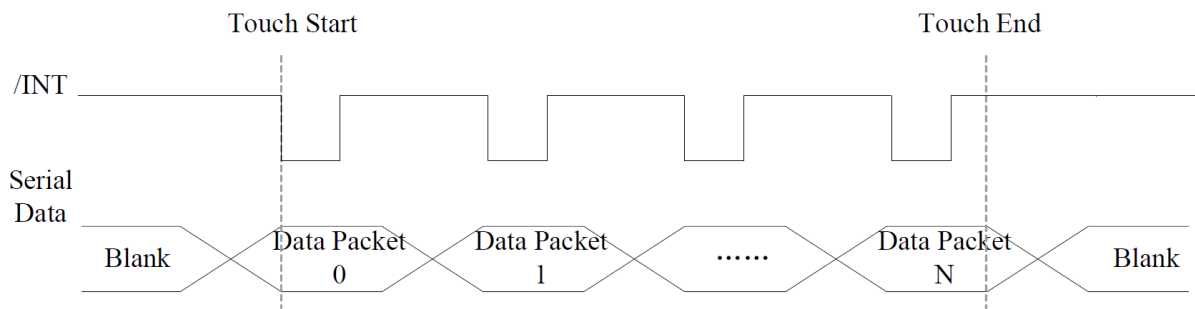 Touch Start
Touch End
/INT
Serial
Data
Blank
Data Packet
0
Data Packet
1
......
Data Packet
N
Blank